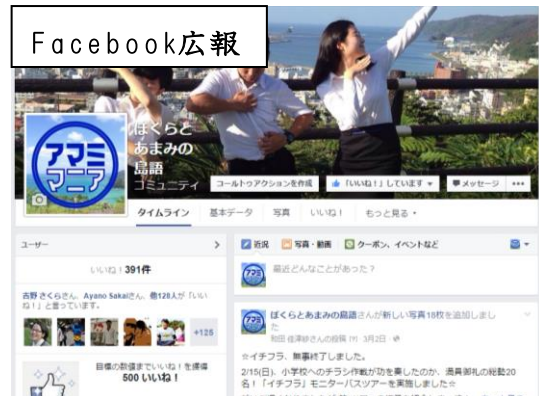 Facebook広報
ぼくらと
あまみの
島語
コミュニティ
アマミ
マニア
コールトゥアクションを作成
「いいね！」しています
メッセージ
タイムライン 基本データ 写真 いいね！ もっと見る
ユーザー
いいね！391件
吉野 さくらさん、Ayano Sakaiさん、他128人が「いい
ね！」と言っています。
+125
目標の数値までいいね！を獲得
500 いいね！
近況 写真・動画 クーポン、イベントなど
最近どんなことがあった？
ぼくらとあまみの島語さんが新しい写真18枚を追加しまし
た
3月2日
☆イチフラ、無事終了しました。
2/15(日)、小学校へのチラシ作戦が功を奏したのか、満員御礼の総勢20
名！「イチフラ」モニターバスツアーを実施しました☆